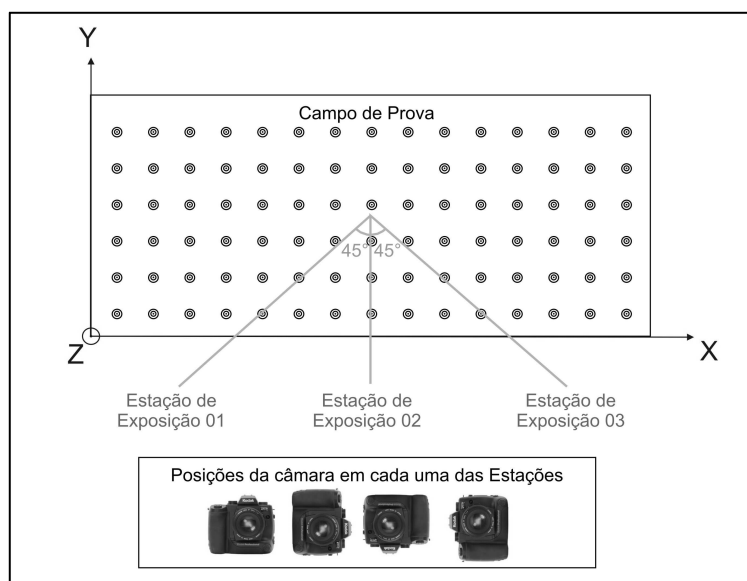 Y
Campo de Prova
45° 45°
Z
X
Estação de
Exposição 01
Estação de
Exposição 02
Estação de
Exposição 03
Posições da câmara em cada uma das Estações